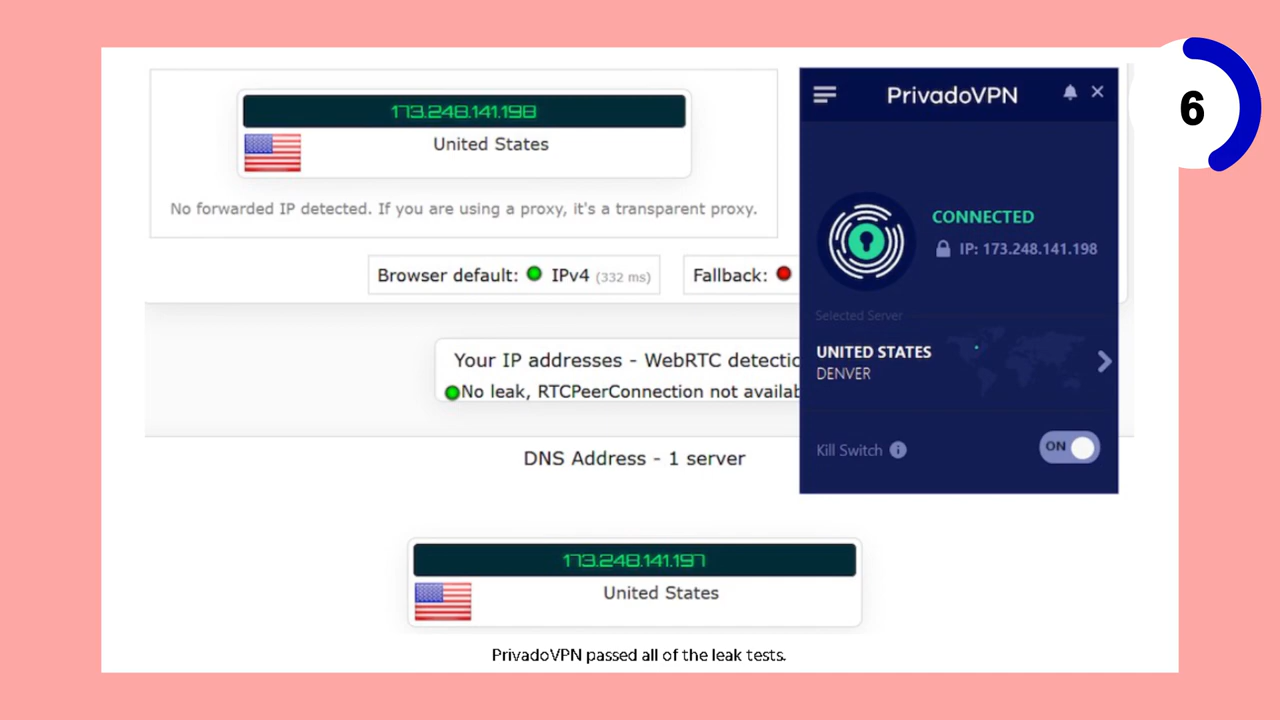 173.248.141.198
United States
No forwarded IP detected. If you are using a proxy, it's a transparent proxy.
Browser default: IPv4 (332 ms)
Fallback:
Your IP addresses - WebRTC detectio
No leak, RTCPeerConnection not availab
DNS Address - 1 server
173.248.141.197
United States
PrivadoVPN passed all of the leak tests.
PrivadoVPN
CONNECTED
IP: 173.248.141.198
Selected Server
UNITED STATES
DENVER
Kill Switch
ON
6